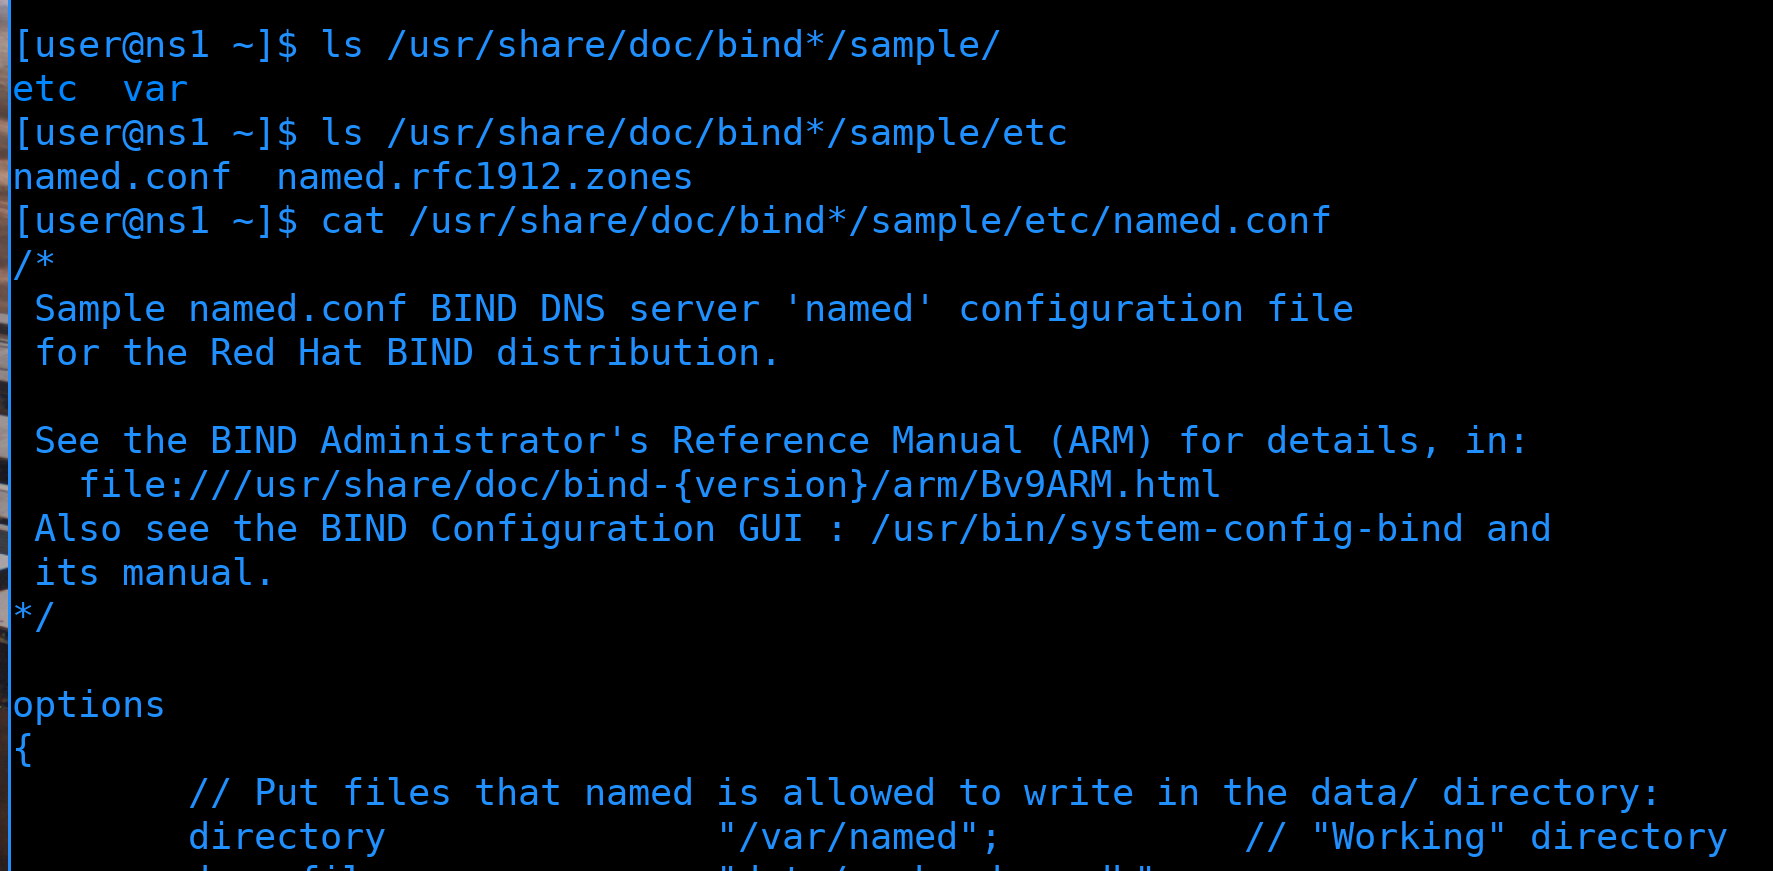 [user@ns1 ~]$ ls /usr/share/doc/bind*/sample/
etc  var
[user@ns1 ~]$ ls /usr/share/doc/bind*/sample/etc
named.conf  named.rfc1912.zones
[user@ns1 ~]$ cat /usr/share/doc/bind*/sample/etc/named.conf
/*
 Sample named.conf BIND DNS server 'named' configuration file
 for the Red Hat BIND distribution.

 See the BIND Administrator's Reference Manual (ARM) for details, in:
   file:///usr/share/doc/bind-{version}/arm/Bv9ARM.html
 Also see the BIND Configuration GUI : /usr/bin/system-config-bind and
 its manual.
*/

options
{
        // Put files that named is allowed to write in the data/ directory:
        directory               "/var/named";           // "Working" directory